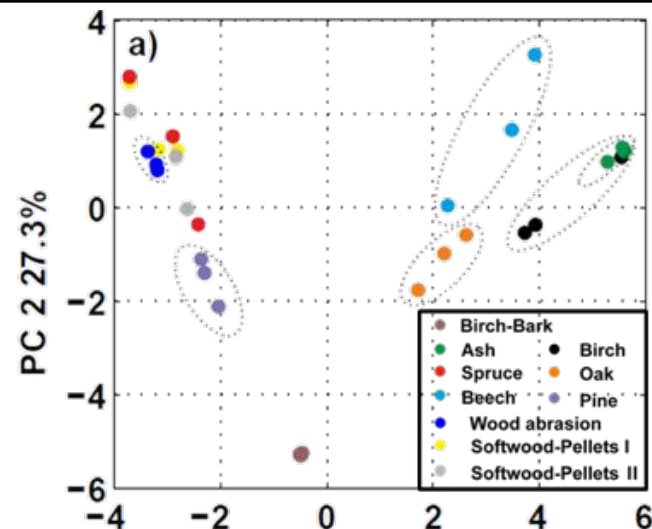 a)
4
2
0
−2
−4
−6
PC 2 27.3%
Birch-Bark
Ash
Birch
Spruce
Oak
Beech
Pine
Wood abrasion
Softwood-Pellets I
Softwood-Pellets II
−4 −2 0 2 4 6